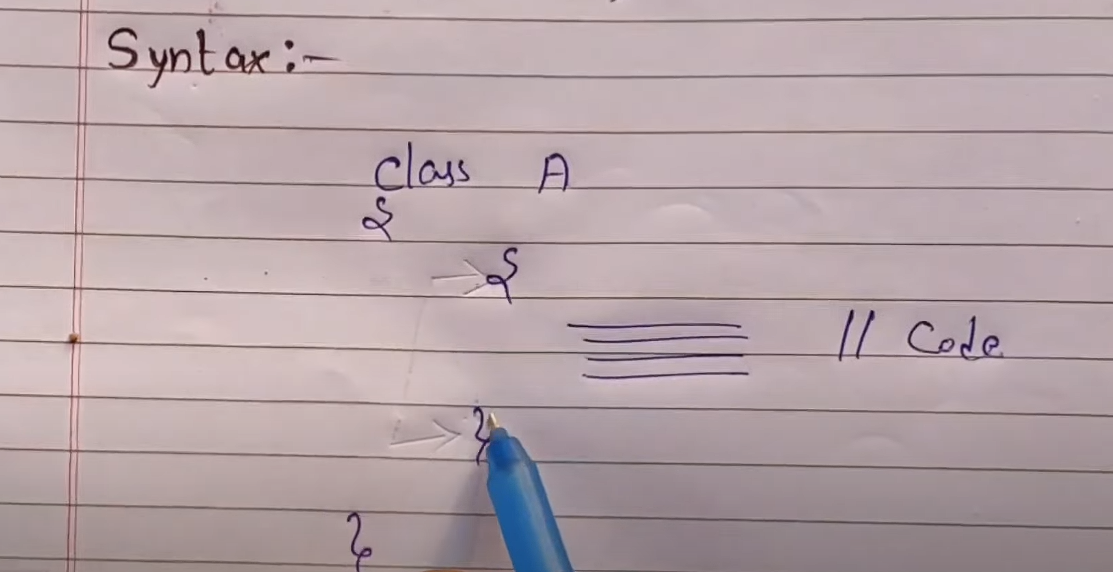 Syntax:-
Class A
{
{
// Code
}
}